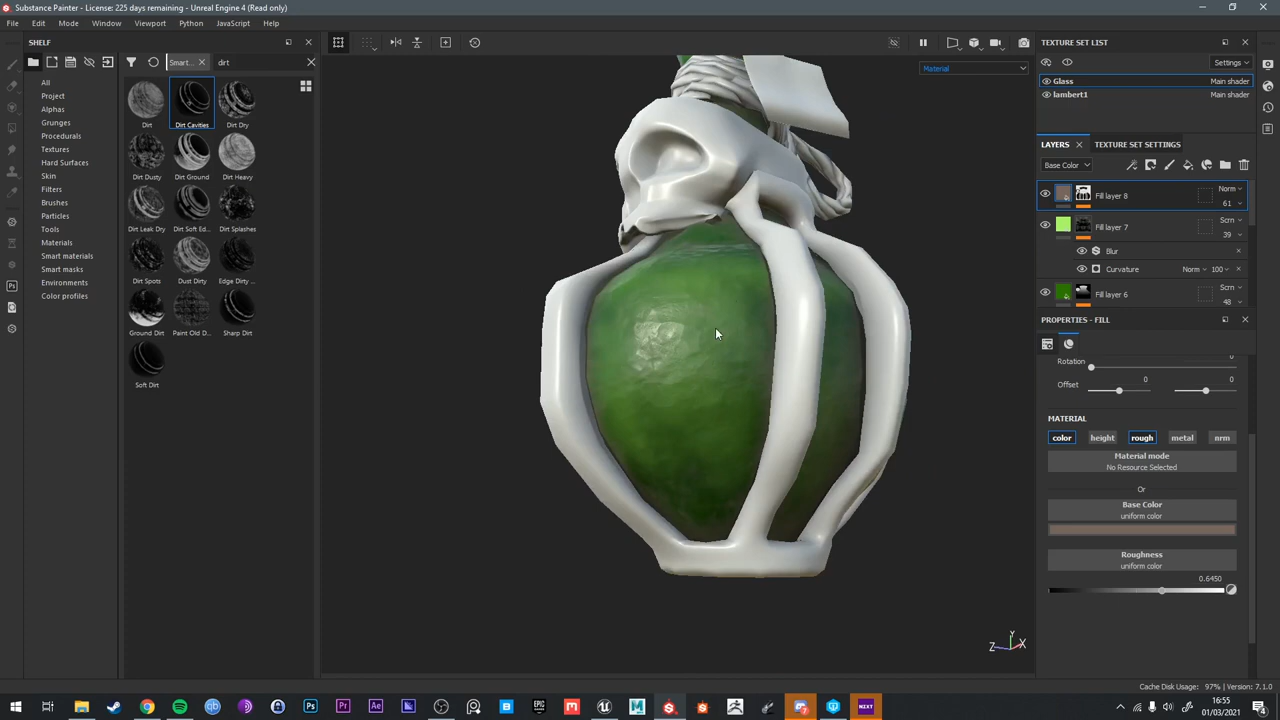 Substance Painter - License: 225 days remaining - Unreal Engine 4 (Read only)
File Edit Mode Window Viewport Python JavaScript Help
SHELF
Smart... dirt
All
Project
Alphas
Grunges
Procedurals
Textures
Hard Surfaces
Skin
Filters
Brushes
Particles
Tools
Materials
Smart materials
Smart masks
Environments
Color profiles
Dirt Dirt Cavities Dirt Dry
Dirt Dusty Dirt Ground Dirt Heavy
Dirt Leak Dry Dirt Soft Ed... Dirt Splashes
Dirt Spots Dust Dirty Edge Dirty ...
Ground Dirt Paint Old D... Sharp Dirt
Soft Dirt
Material
Z Y X
TEXTURE SET LIST
Settings
Glass Main shader
lambert1 Main shader
LAYERS TEXTURE SET SETTINGS
Base Color
Fill layer 8 Norm 61
Fill layer 7 Scrn 39
Blur
Curvature Norm 100
Fill layer 6 Scrn 48
PROPERTIES - FILL
Rotation 0
Offset 0 0
MATERIAL
color height rough metal nrm
Material mode
No Resource Selected
Or
Base Color
uniform color
Roughness
uniform color
0.6450
Cache Disk Usage: 97% | Version: 7.1.0
16:55
01/03/2021